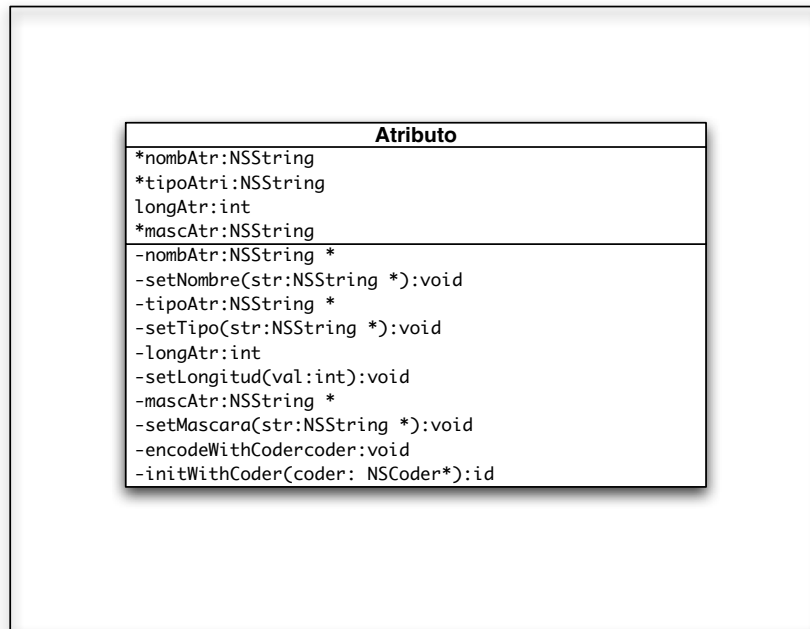 Atributo
*nombAtr:NSString
*tipoAtri:NSString
longAtr:int
*mascAtr:NSString
-nombAtr:NSString *
-setNombre(str:NSString *):void
-tipoAtr:NSString *
-setTipo(str:NSString *):void
-longAtr:int
-setLongitud(val:int):void
-mascAtr:NSString *
-setMascara(str:NSString *):void
-encodeWithCodercoder:void
-initWithCoder(coder: NSCoder*):id